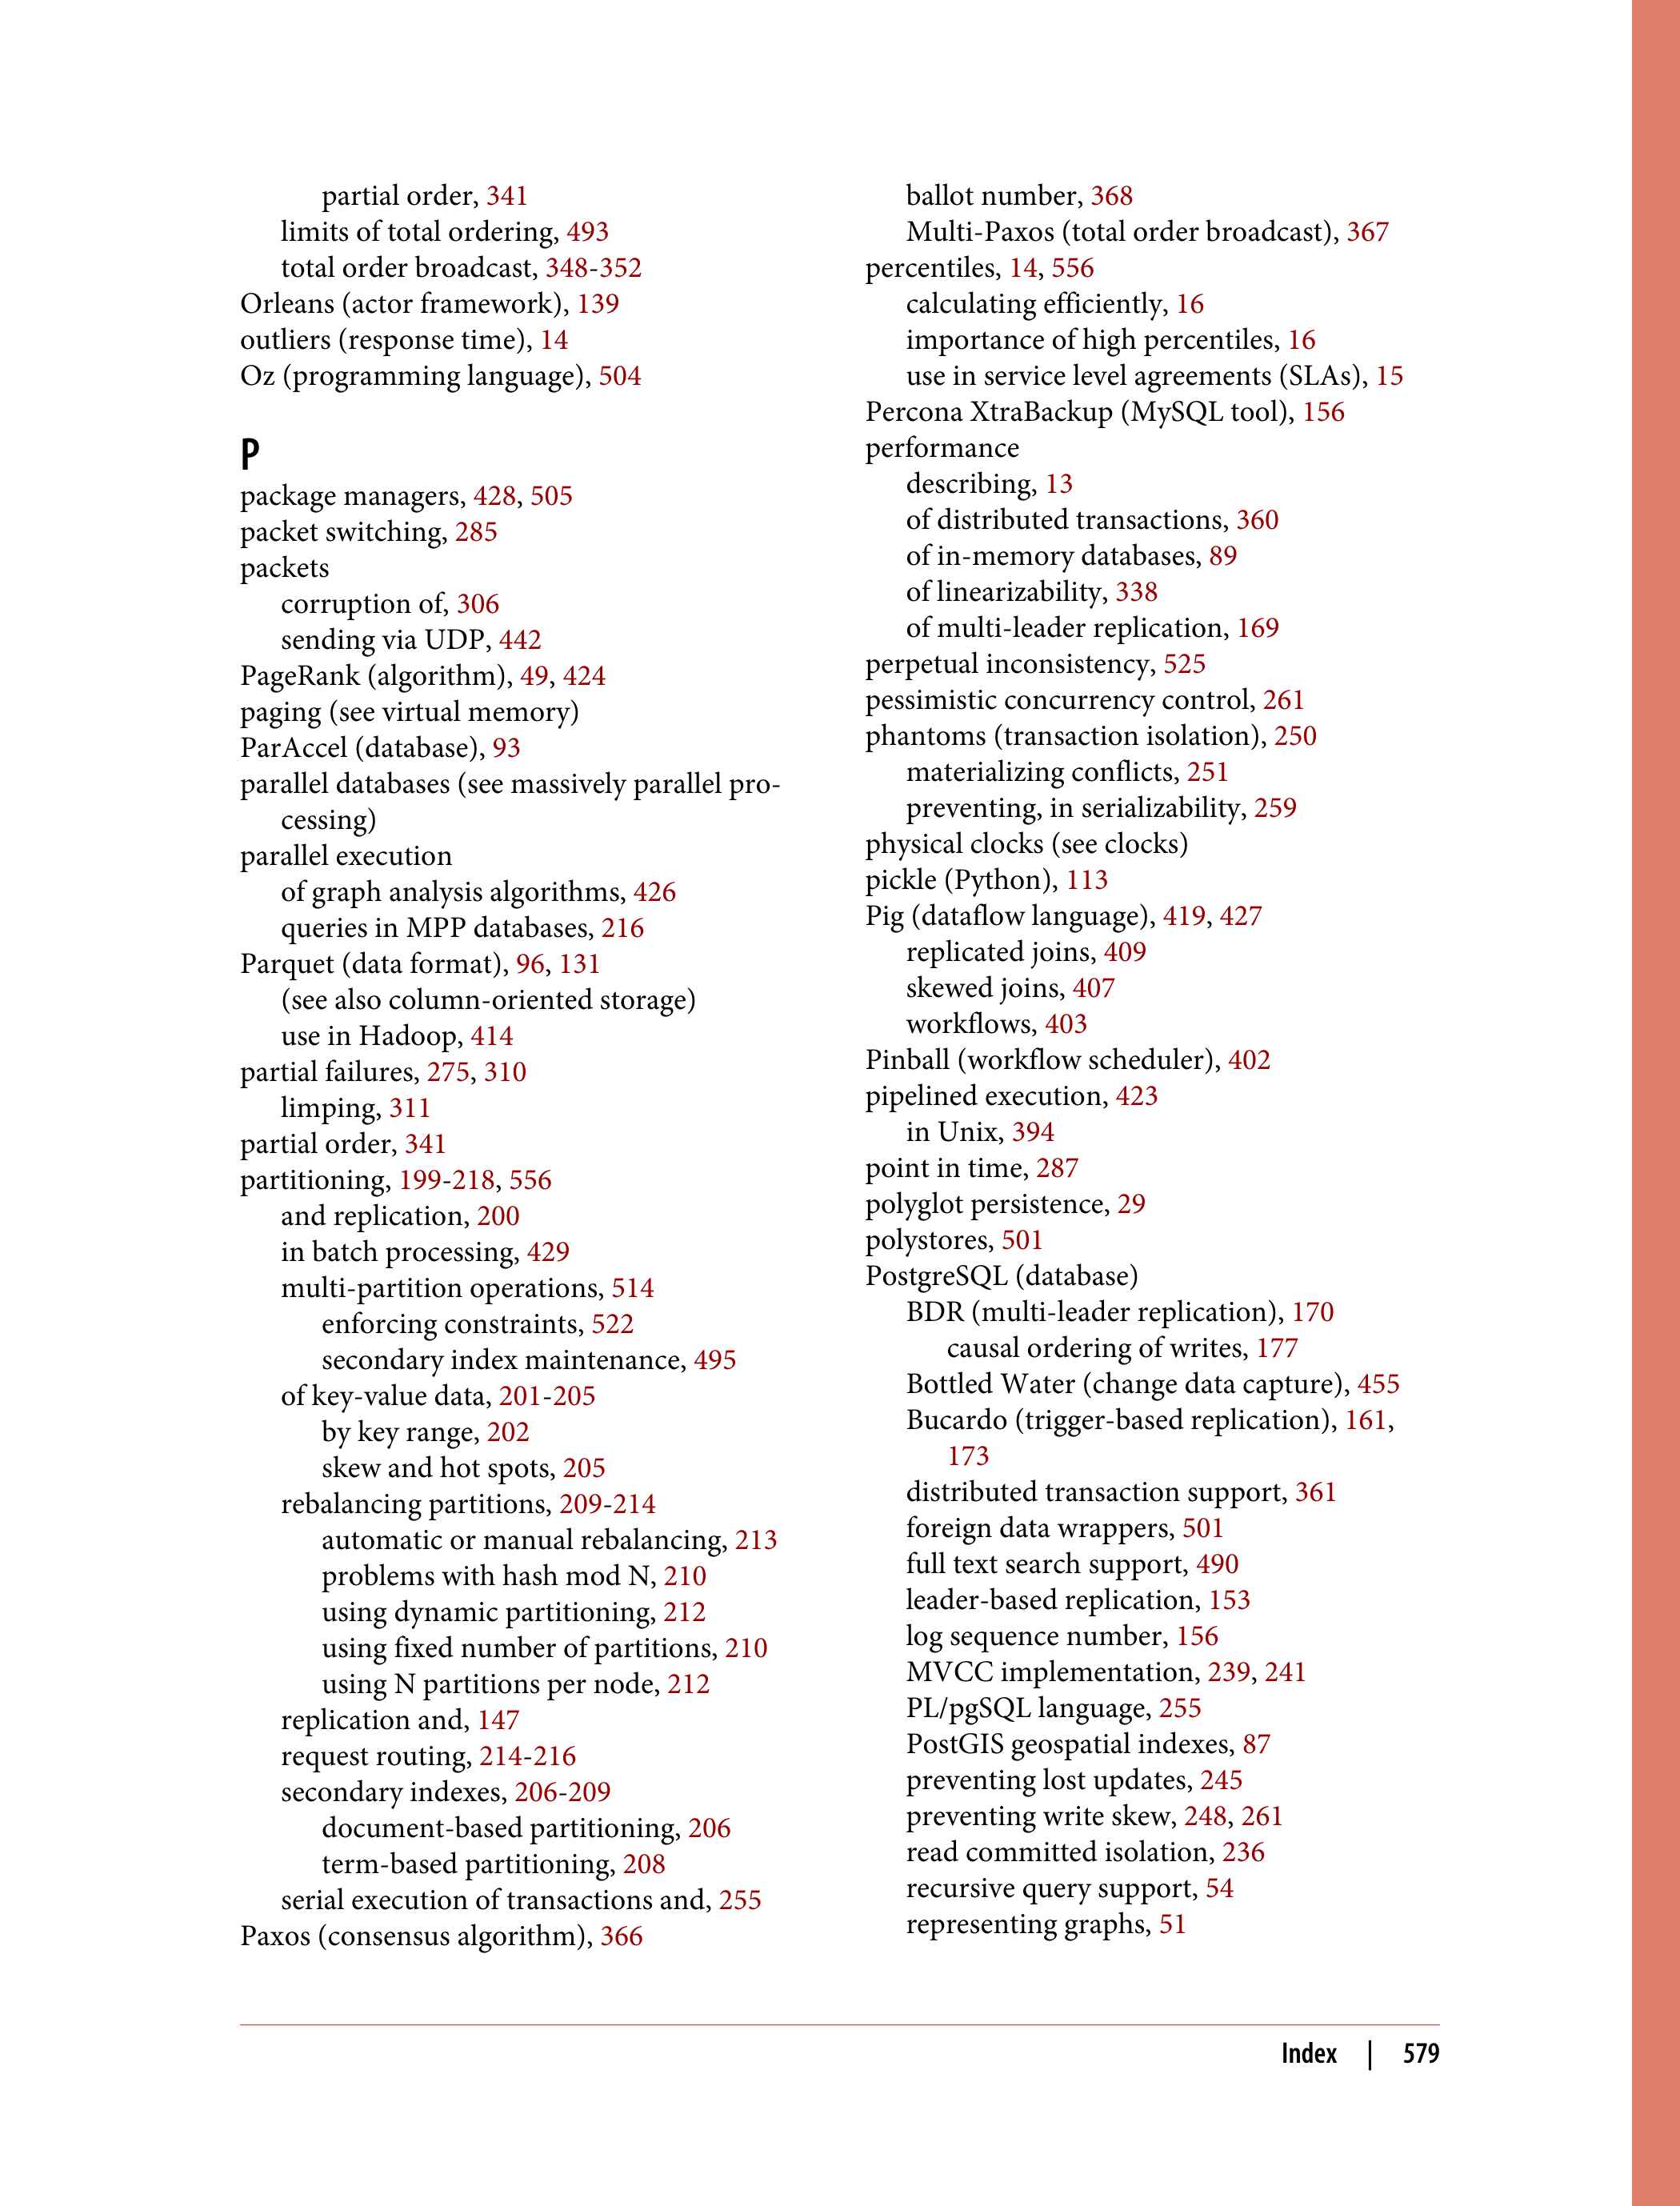 partial order, 341
limits of total ordering, 493
total order broadcast, 348-352
Orleans (actor framework), 139
outliers (response time), 14
Oz (programming language), 504
P
package managers, 428, 505
packet switching, 285
packets
corruption of, 306
sending via UDP, 442
PageRank (algorithm), 49, 424
paging (see virtual memory)
ParAccel (database), 93
parallel databases (see massively parallel pro-
cessing)
parallel execution
of graph analysis algorithms, 426
queries in MPP databases, 216
Parquet (data format), 96, 131
(see also column-oriented storage)
use in Hadoop, 414
partial failures, 275, 310
limping, 311
partial order, 341
partitioning, 199-218, 556
and replication, 200
in batch processing, 429
multi-partition operations, 514
enforcing constraints, 522
secondary index maintenance, 495
of key-value data, 201-205
by key range, 202
skew and hot spots, 205
rebalancing partitions, 209-214
automatic or manual rebalancing, 213
problems with hash mod N, 210
using dynamic partitioning, 212
using fixed number of partitions, 210
using N partitions per node, 212
replication and, 147
request routing, 214-216
secondary indexes, 206-209
document-based partitioning, 206
term-based partitioning, 208
serial execution of transactions and, 255
Paxos (consensus algorithm), 366
ballot number, 368
Multi-Paxos (total order broadcast), 367
percentiles, 14, 556
calculating efficiently, 16
importance of high percentiles, 16
use in service level agreements (SLAs), 15
Percona XtraBackup (MySQL tool), 156
performance
describing, 13
of distributed transactions, 360
of in-memory databases, 89
of linearizability, 338
of multi-leader replication, 169
perpetual inconsistency, 525
pessimistic concurrency control, 261
phantoms (transaction isolation), 250
materializing conflicts, 251
preventing, in serializability, 259
physical clocks (see clocks)
pickle (Python), 113
Pig (dataflow language), 419, 427
replicated joins, 409
skewed joins, 407
workflows, 403
Pinball (workflow scheduler), 402
pipelined execution, 423
in Unix, 394
point in time, 287
polyglot persistence, 29
polystores, 501
PostgreSQL (database)
BDR (multi-leader replication), 170
causal ordering of writes, 177
Bottled Water (change data capture), 455
Bucardo (trigger-based replication), 161,
173
distributed transaction support, 361
foreign data wrappers, 501
full text search support, 490
leader-based replication, 153
log sequence number, 156
MVCC implementation, 239, 241
PL/pgSQL language, 255
PostGIS geospatial indexes, 87
preventing lost updates, 245
preventing write skew, 248, 261
read committed isolation, 236
recursive query support, 54
representing graphs, 51
Index | 579